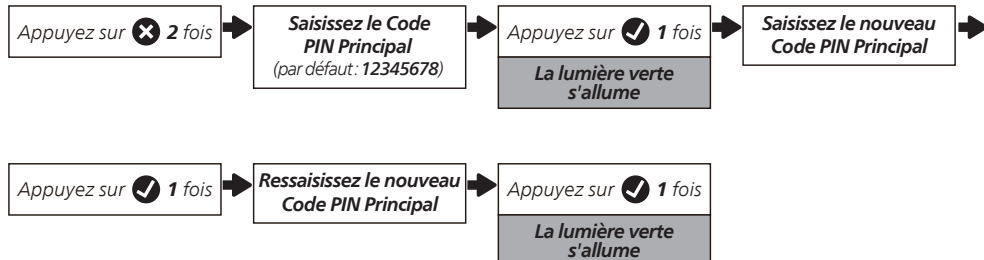 Appuyez sur ❌ 2 fois
Saisissez le Code
PIN Principal
(par défaut : 12345678)
Appuyez sur ✔ 1 fois
La lumière verte
s'allume
Saisissez le nouveau
Code PIN Principal
Appuyez sur ✔ 1 fois
Ressaisissez le nouveau
Code PIN Principal
Appuyez sur ✔ 1 fois
La lumière verte
s'allume